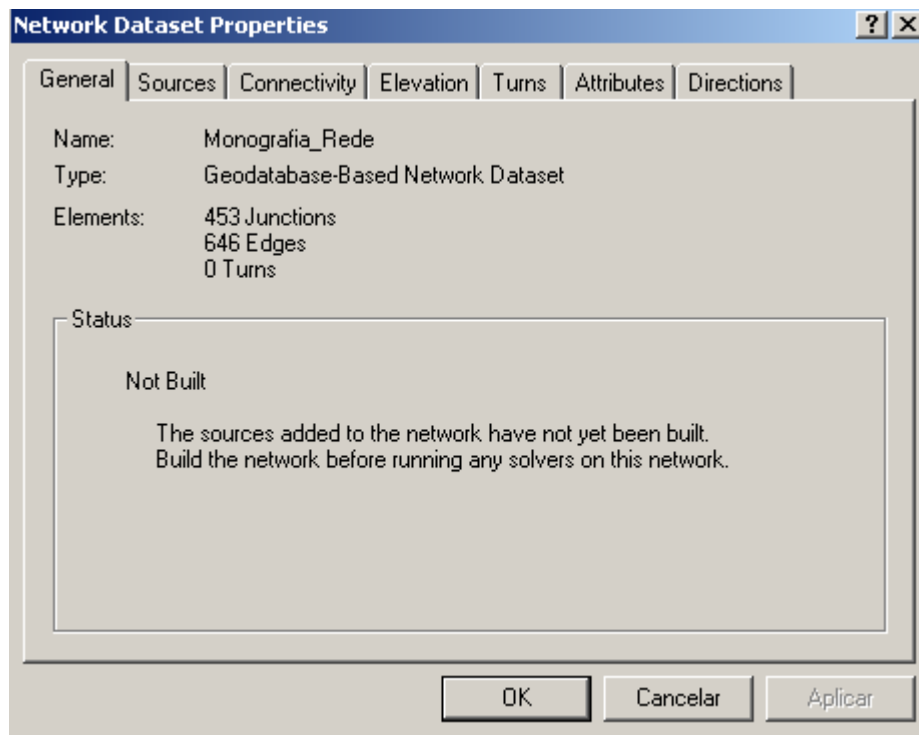 Network Dataset Properties
General Sources Connectivity Elevation Turns Attributes Directions
Name: Monografia_Rede
Type: Geodatabase-Based Network Dataset
Elements: 453 Junctions
646 Edges
0 Turns
Status
Not Built
The sources added to the network have not yet been built.
Build the network before running any solvers on this network.
OK Cancelar Aplicar